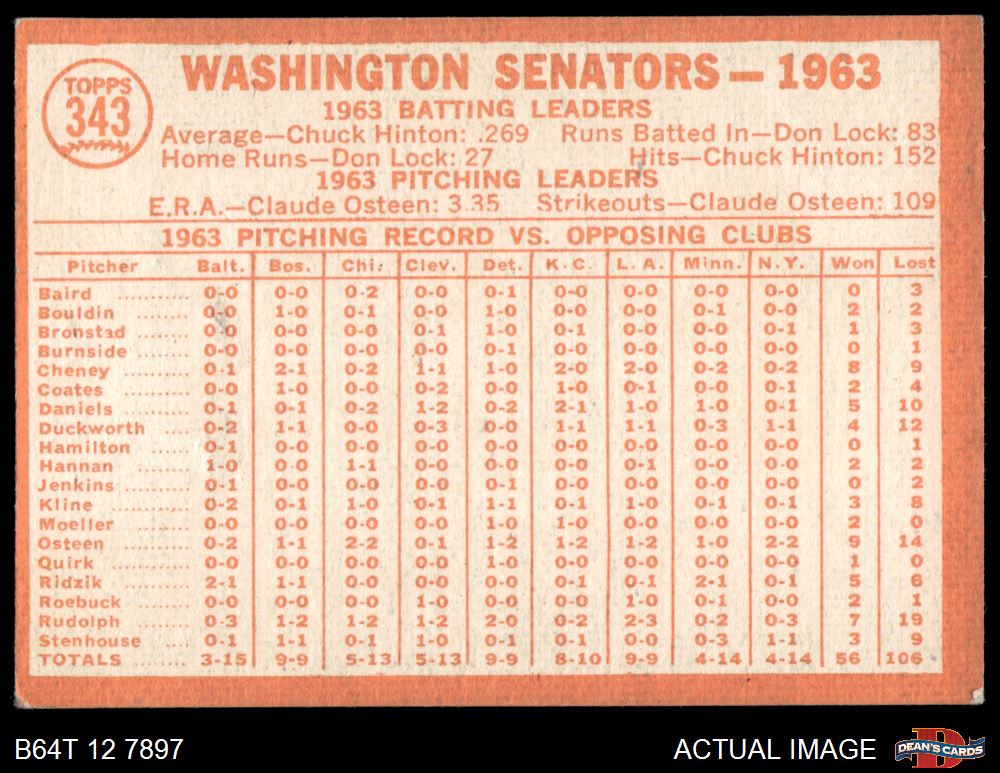 TOPPS
343
WASHINGTON SENATORS — 1963
1963 BATTING LEADERS
Average—Chuck Hinton: .269 Runs Batted In—Don Lock: 83
Home Runs—Don Lock: 27 Hits—Chuck Hinton: 152
1963 PITCHING LEADERS
E.R.A.—Claude Osteen: 3.35 Strikeouts—Claude Osteen: 109
1963 PITCHING RECORD VS. OPPOSING CLUBS
Pitcher Balt. Bos. Chi. Clev. Det. K.C. L.A. Minn. N.Y. Won Lost
Baird .......... 0-0 0-0 0-2 0-0 0-1 0-0 0-0 0-0 0-0 0 3
Bouldin ........ 0-0 1-0 0-1 0-0 1-0 0-0 0-0 0-1 0-0 2 2
Bronstad ....... 0-0 0-0 0-0 0-1 1-0 0-1 0-0 0-0 0-1 1 3
Burnside ....... 0-0 0-0 0-0 0-0 0-1 0-0 0-0 0-0 0-0 0 1
Cheney ......... 0-1 2-1 0-2 1-1 1-0 2-0 2-0 0-2 0-2 8 9
Coates ......... 0-0 1-0 0-0 0-2 0-0 1-0 0-1 0-0 0-1 2 4
Daniels ........ 0-1 0-1 0-2 1-2 0-2 2-1 1-0 1-0 0-1 5 10
Duckworth ...... 0-2 1-1 0-0 0-3 0-0 1-1 1-1 0-3 1-1 4 12
Hamilton ....... 0-1 0-0 0-0 0-0 0-0 0-0 0-0 0-0 0-0 0 1
Hannan ......... 1-0 0-0 1-1 0-0 0-0 0-0 0-1 0-0 0-0 2 2
Jenkins ........ 0-1 0-0 0-0 0-0 0-1 0-0 0-0 0-0 0-0 0 2
Kline .......... 0-2 0-1 1-0 0-1 1-1 0-1 1-0 0-1 0-1 3 8
Moeller ........ 0-0 0-0 0-0 0-0 1-0 1-0 0-0 0-0 0-0 2 0
Osteen ......... 0-2 1-1 2-2 0-1 1-2 1-2 1-2 1-0 2-2 9 14
Quirk .......... 0-0 0-0 0-0 0-0 1-0 0-0 0-0 0-0 0-0 1 0
Ridzik ......... 2-1 1-1 0-0 0-0 0-0 0-1 0-1 2-1 0-1 5 6
Roebuck ........ 0-0 0-0 0-0 1-0 0-0 0-0 1-0 0-1 0-0 2 1
Rudolph ........ 0-3 1-2 1-2 1-2 2-0 0-2 2-3 0-2 0-3 7 19
Stenhouse ...... 0-1 1-1 0-1 1-0 0-1 0-1 0-0 0-3 1-1 3 9
TOTALS ......... 3-15 9-9 5-13 5-13 9-9 8-10 9-9 4-14 4-14 56 106
B64T 12 7897 ACTUAL IMAGE
D
DEAN'S CARDS